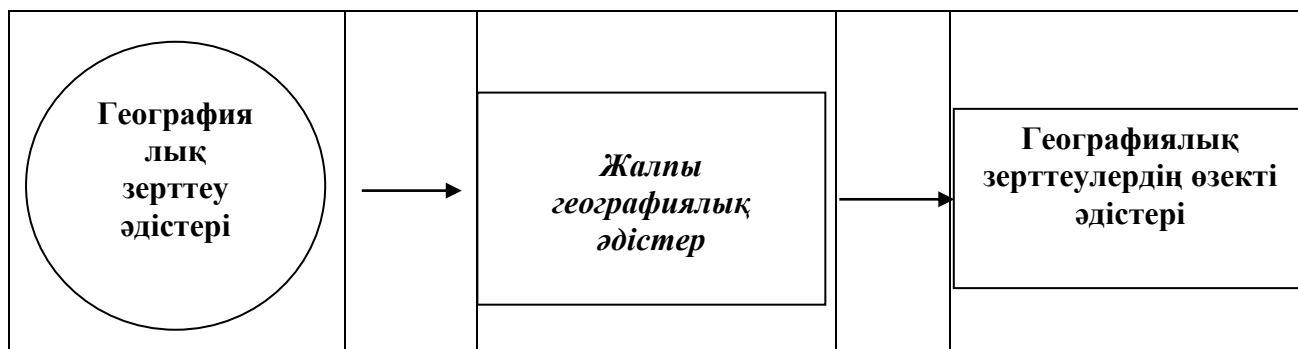 География
лық
зерттеу
әдістері
Жалпы
географиялық
әдістер
Географиялық
зерттеулердің өзекті
әдістері